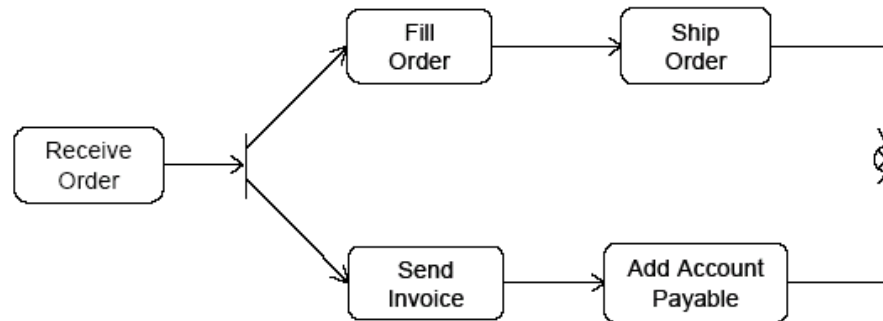 Fill
Order
Ship
Order
Receive
Order
Send
Invoice
Add Account
Payable